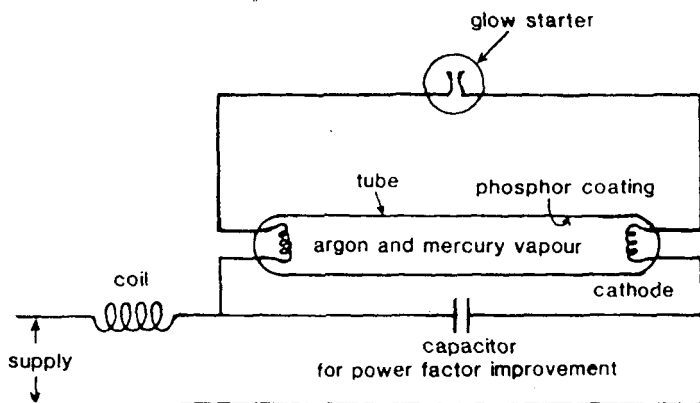 glow starter
tube
phosphor coating
argon and mercury vapour
coil
cathode
supply
capacitor
for power factor improvement